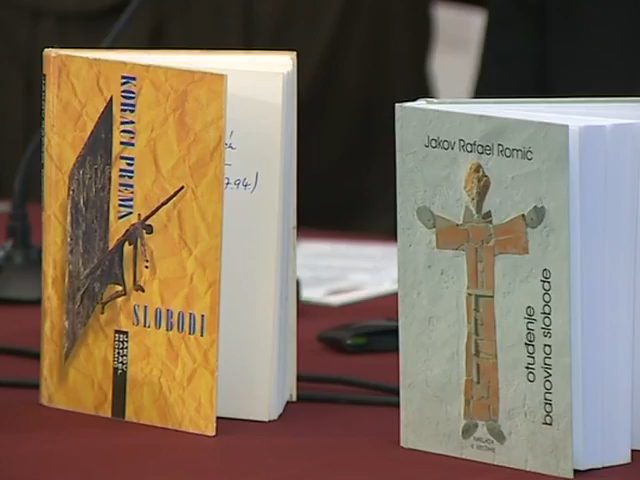 KORACI PREMA
SLOBODI
Jakov Rafael Romić
otuđenje
banovina slobode